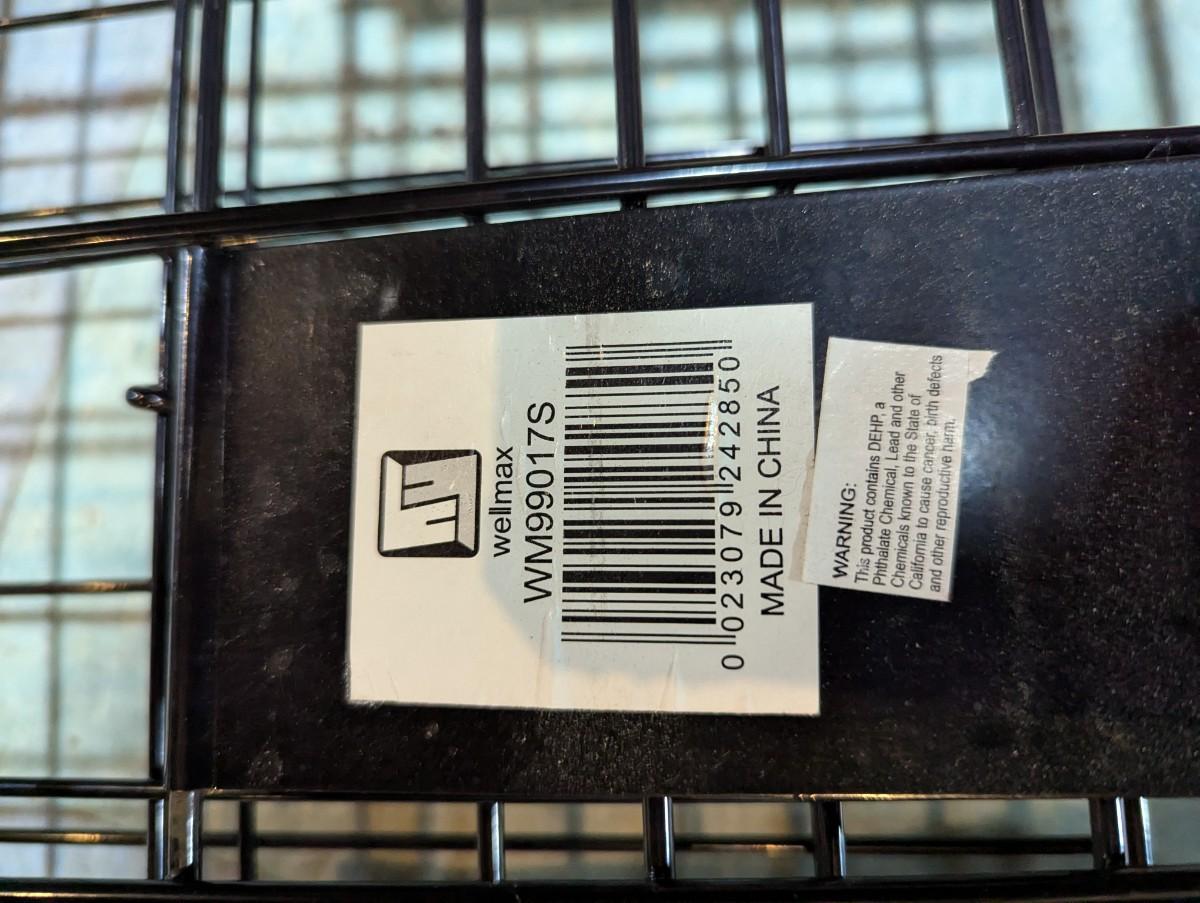 wellmax
WM99017S
0 023079 242850
MADE IN CHINA
WARNING:
This product contains DEHP, a
Phthalate Chemical, Lead and other
Chemicals known to the State of
California to cause cancer, birth defects
and other reproductive harm.